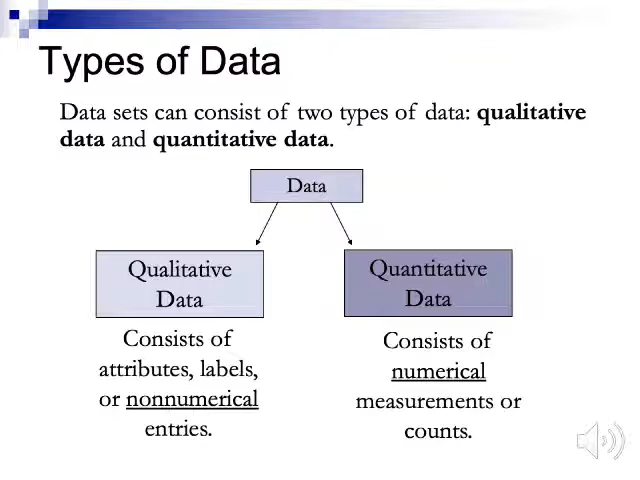 Types of Data
Data sets can consist of two types of data: qualitative
data and quantitative data.
Data
Qualitative
Data
Consists of
attributes, labels,
or nonnumerical
entries.
Quantitative
Data
Consists of
numerical
measurements or
counts.